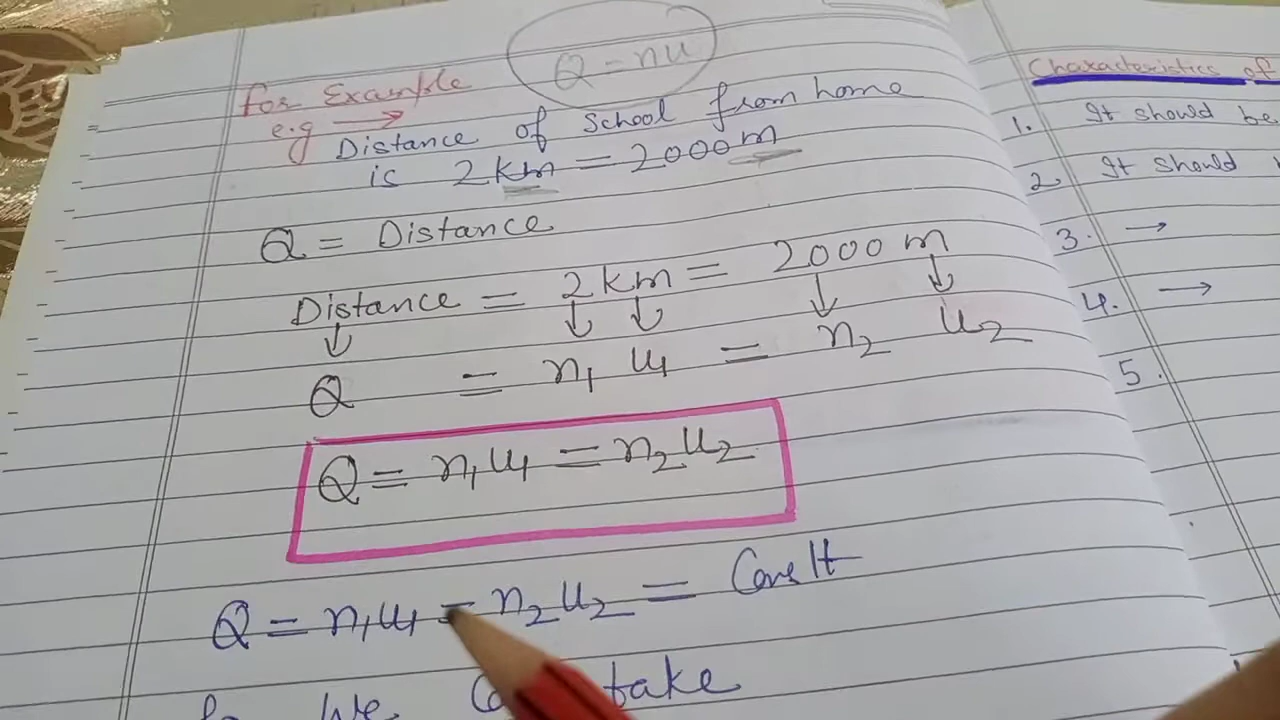 Q = nu
For Example
e.g → Distance of School from home
is 2 km = 2000 m
Q = Distance
Distance = 2 km = 2000 m
↓ ↓ ↓ ↓ ↓
Q = n₁ u₁ = n₂ u₂
Q = n₁u₁ = n₂u₂
Q = n₁u₁ = n₂u₂ = Constt
We take
Characteristics of
1. It should be
2. It should
3. →
4. →
5.